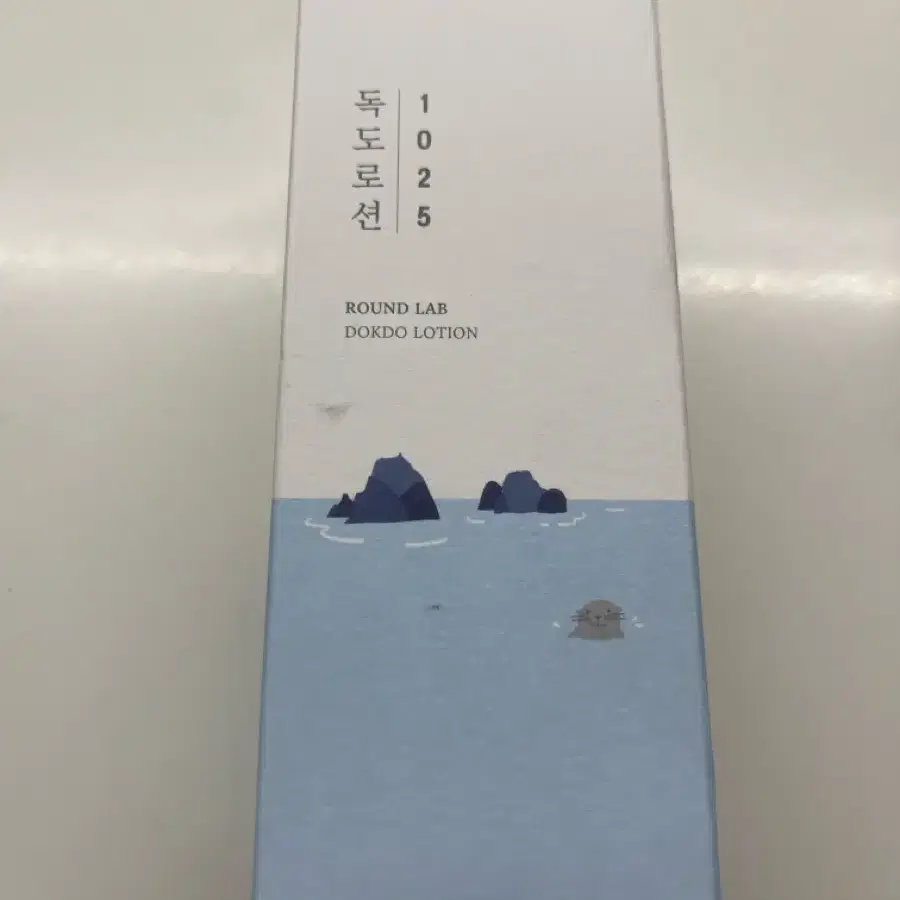 독도로션
1025
ROUND LAB
DOKDO LOTION